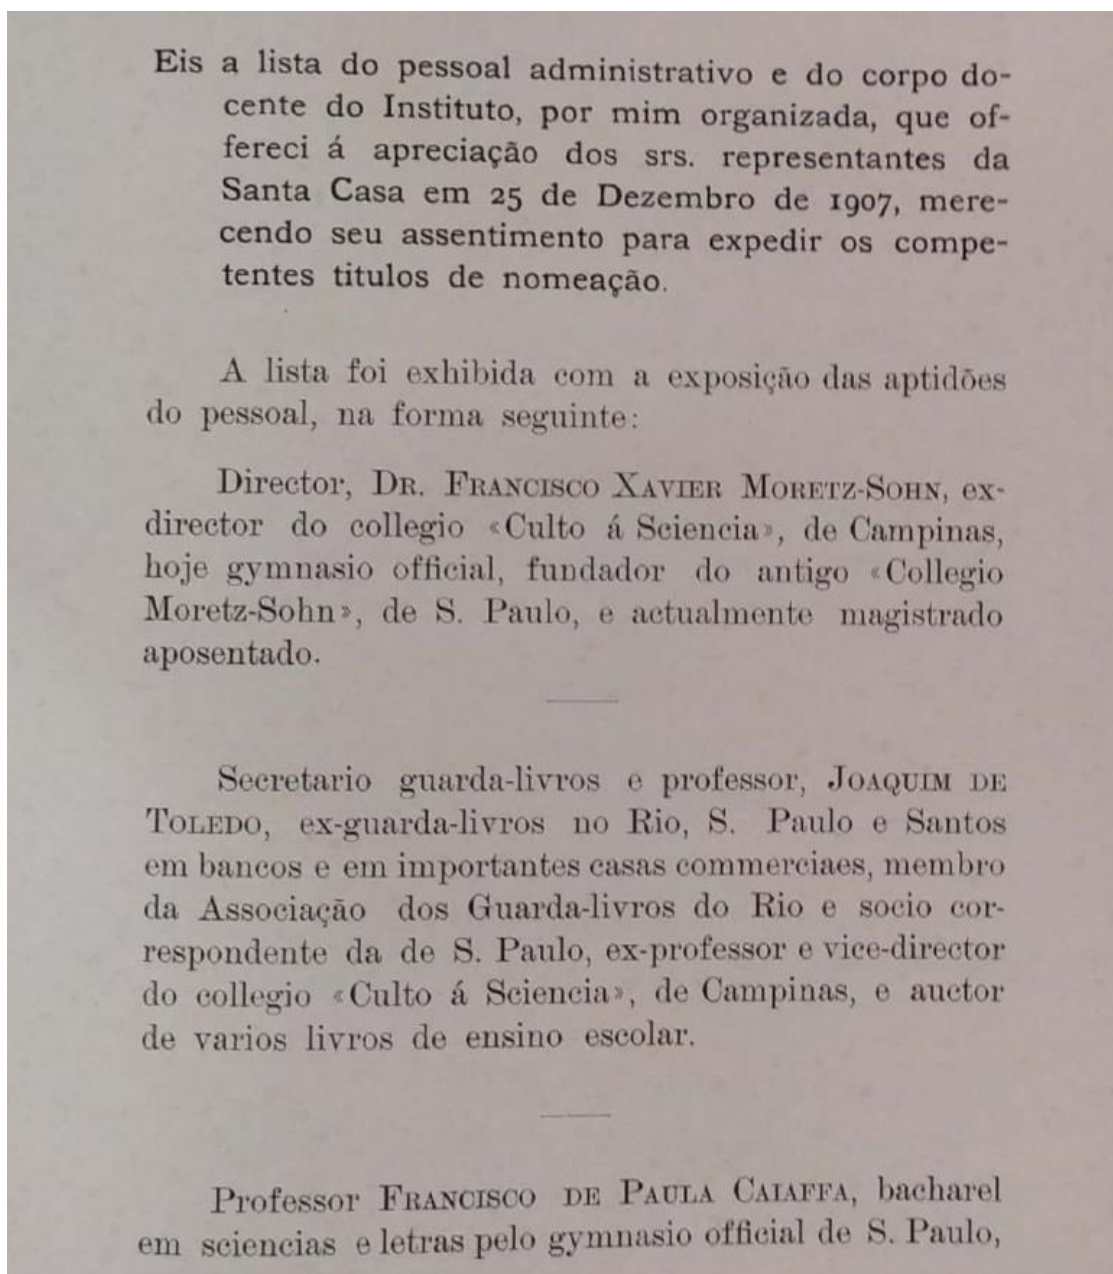 Eis a lista do pessoal administrativo e do corpo do-
cente do Instituto, por mim organizada, que of-
fereci á apreciação dos srs. representantes da
Santa Casa em 25 de Dezembro de 1907, mere-
cendo seu assentimento para expedir os compe-
tentes titulos de nomeação.
A lista foi exhibida com a exposição das aptidões
do pessoal, na forma seguinte:
Director, DR. FRANCISCO XAVIER MORETZ-SOHN, ex-
director do collegio «Culto á Sciencia», de Campinas,
hoje gymnasio official, fundador do antigo «Collegio
Moretz-Sohn», de S. Paulo, e actualmente magistrado
aposentado.
Secretario guarda-livros e professor, JOAQUIM DE
TOLEDO, ex-guarda-livros no Rio, S. Paulo e Santos
em bancos e em importantes casas commerciaes, membro
da Associação dos Guarda-livros do Rio e socio cor-
respondente da de S. Paulo, ex-professor e vice-director
do collegio «Culto á Sciencia», de Campinas, e auctor
de varios livros de ensino escolar.
Professor FRANCISCO DE PAULA CAIAFFA, bacharel
em sciencias e letras pelo gymnasio official de S. Paulo,